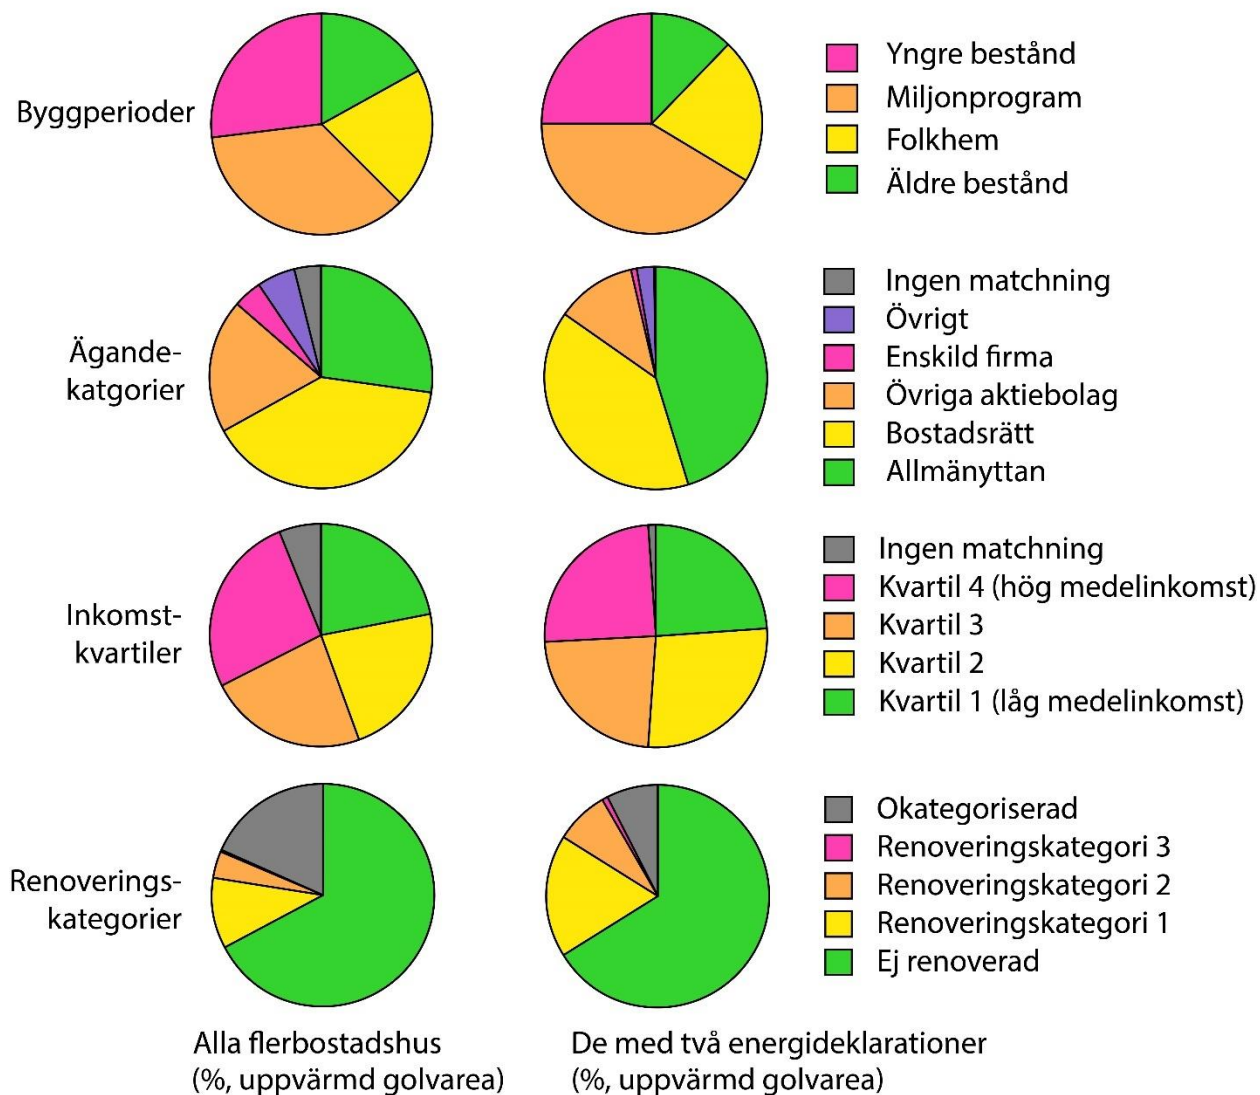 Byggperioder
Yngre bestånd
Miljonprogram
Folkhem
Äldre bestånd
Ägande-
katgorier
Ingen matchning
Övrigt
Enskild firma
Övriga aktiebolag
Bostadsrätt
Allmänyttan
Inkomst-
kvartiler
Ingen matchning
Kvartil 4 (hög medelinkomst)
Kvartil 3
Kvartil 2
Kvartil 1 (låg medelinkomst)
Renoverings-
kategorier
Okategoriserad
Renoveringskategori 3
Renoveringskategori 2
Renoveringskategori 1
Ej renoverad
Alla flerbostadshus
(%, uppvärmd golvarea)
De med två energideklarationer
(%, uppvärmd golvarea)